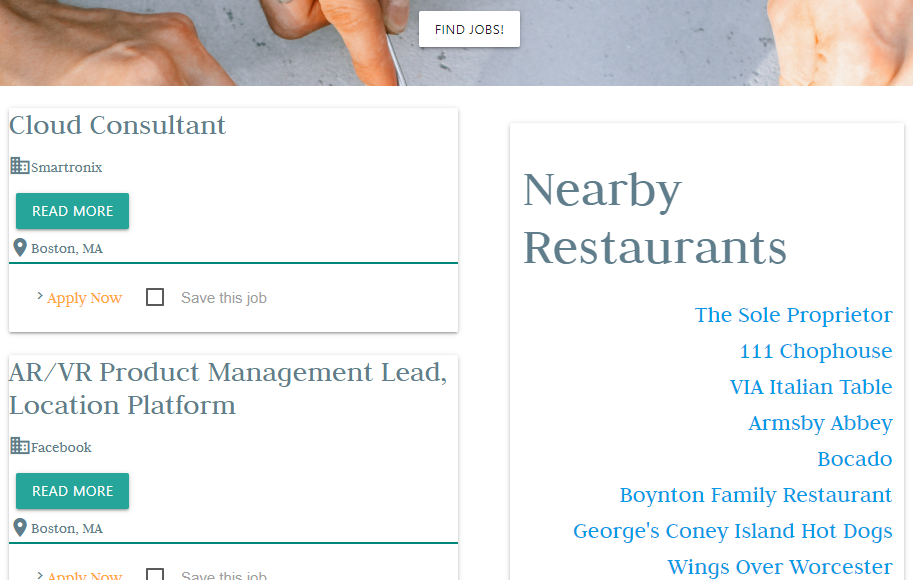 FIND JOBS!
Cloud Consultant
Smartronix
READ MORE
Boston, MA
Apply Now
Save this job
AR/VR Product Management Lead,
Location Platform
Facebook
READ MORE
Boston, MA
Apply Now
Save this job
Nearby
Restaurants
The Sole Proprietor
111 Chophouse
VIA Italian Table
Armsby Abbey
Bocado
Boynton Family Restaurant
George's Coney Island Hot Dogs
Wings Over Worcester